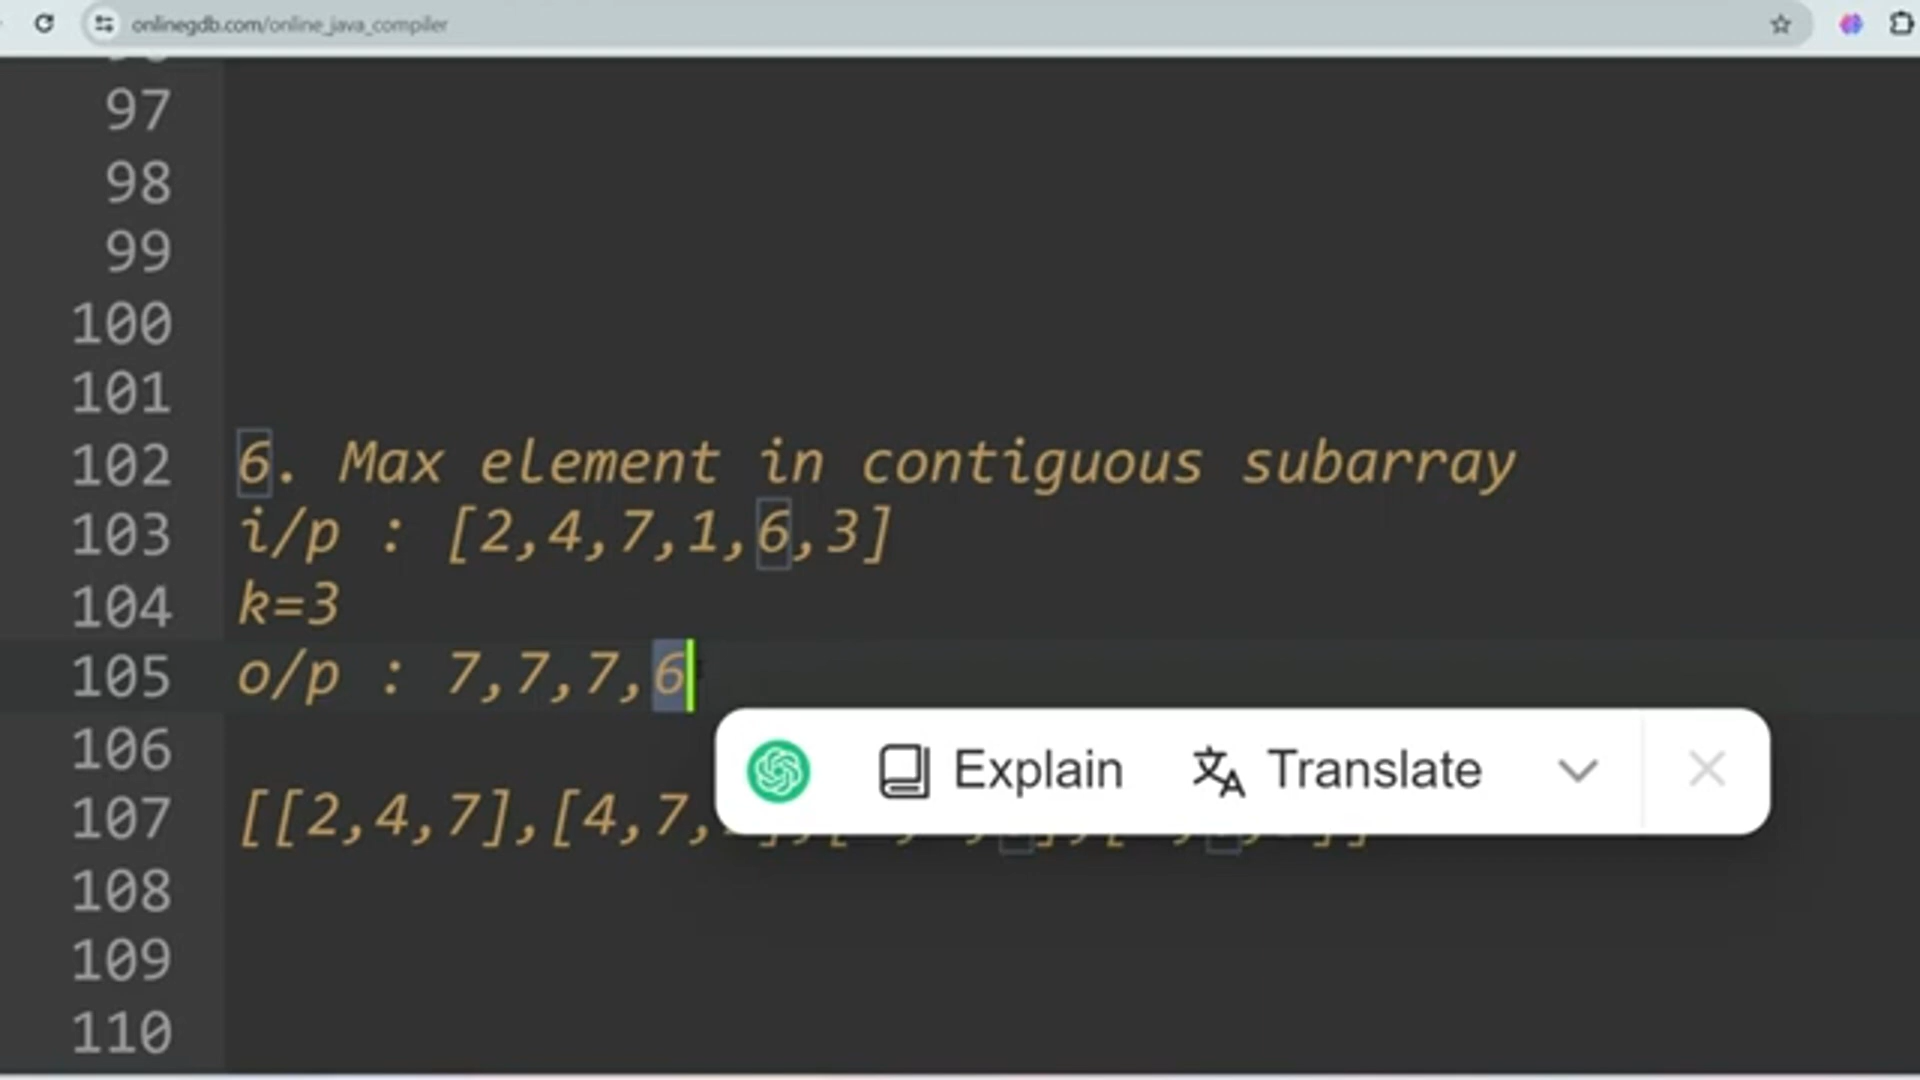 onlinegdb.com/online_java_compiler
97
98
99
100
101
102 6. Max element in contiguous subarray
103 i/p : [2,4,7,1,6,3]
104 k=3
105 o/p : 7,7,7,6
106
Explain Translate
107 [[2,4,7],[4,7,
108
109
110